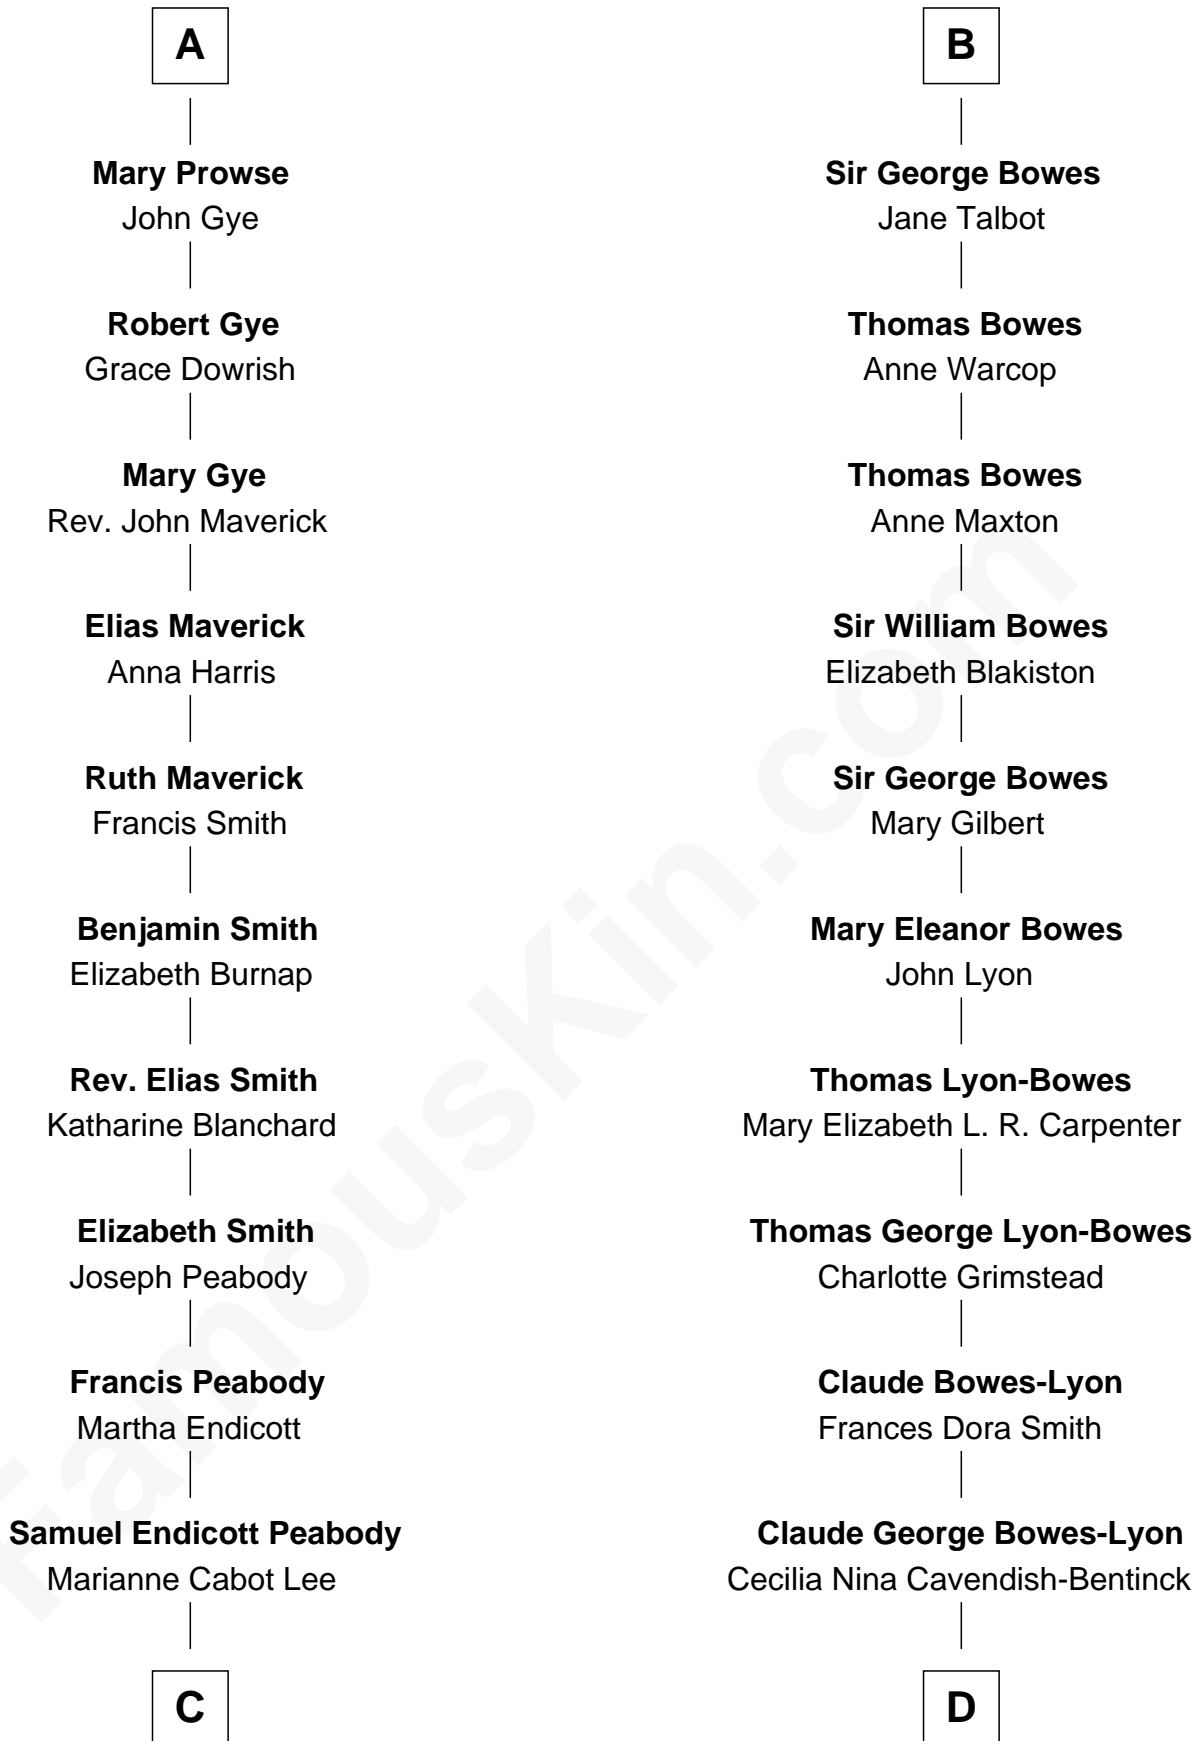 A
Mary Prowse
John Gye
Robert Gye
Grace Dowrish
Mary Gye
Rev. John Maverick
Elias Maverick
Anna Harris
Ruth Maverick
Francis Smith
Benjamin Smith
Elizabeth Burnap
Rev. Elias Smith
Katharine Blanchard
Elizabeth Smith
Joseph Peabody
Francis Peabody
Martha Endicott
Samuel Endicott Peabody
Marianne Cabot Lee
C
B
Sir George Bowes
Jane Talbot
Thomas Bowes
Anne Warcop
Thomas Bowes
Anne Maxton
Sir William Bowes
Elizabeth Blakiston
Sir George Bowes
Mary Gilbert
Mary Eleanor Bowes
John Lyon
Thomas Lyon-Bowes
Mary Elizabeth L. R. Carpenter
Thomas George Lyon-Bowes
Charlotte Grimstead
Claude Bowes-Lyon
Frances Dora Smith
Claude George Bowes-Lyon
Cecilia Nina Cavendish-Bentinck
D
FamousKin.com